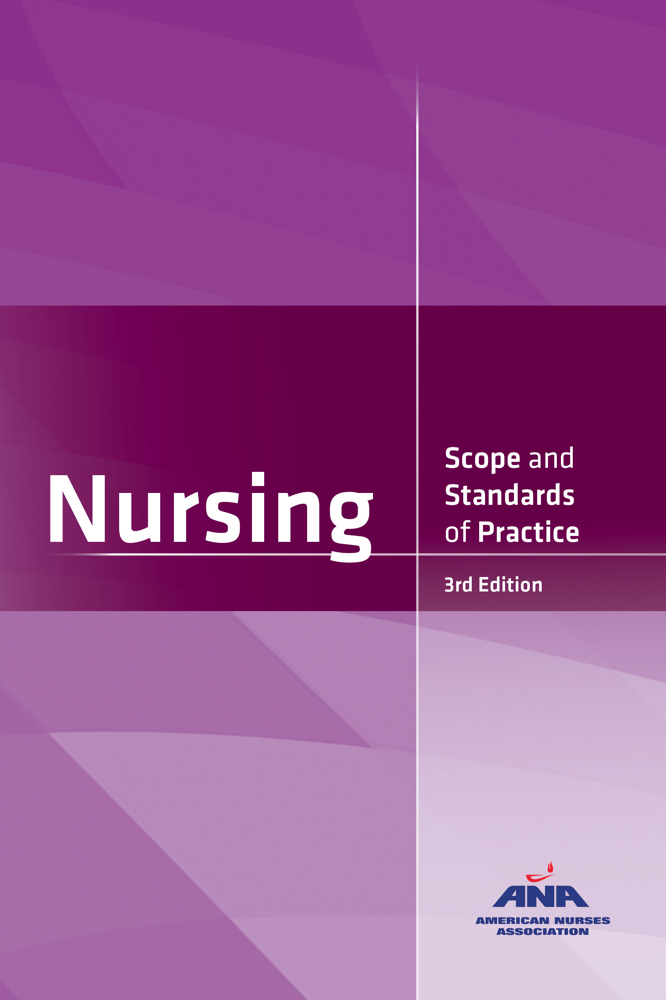 Nursing
Scope and
Standards
of Practice
3rd Edition
ANA
AMERICAN NURSES
ASSOCIATION